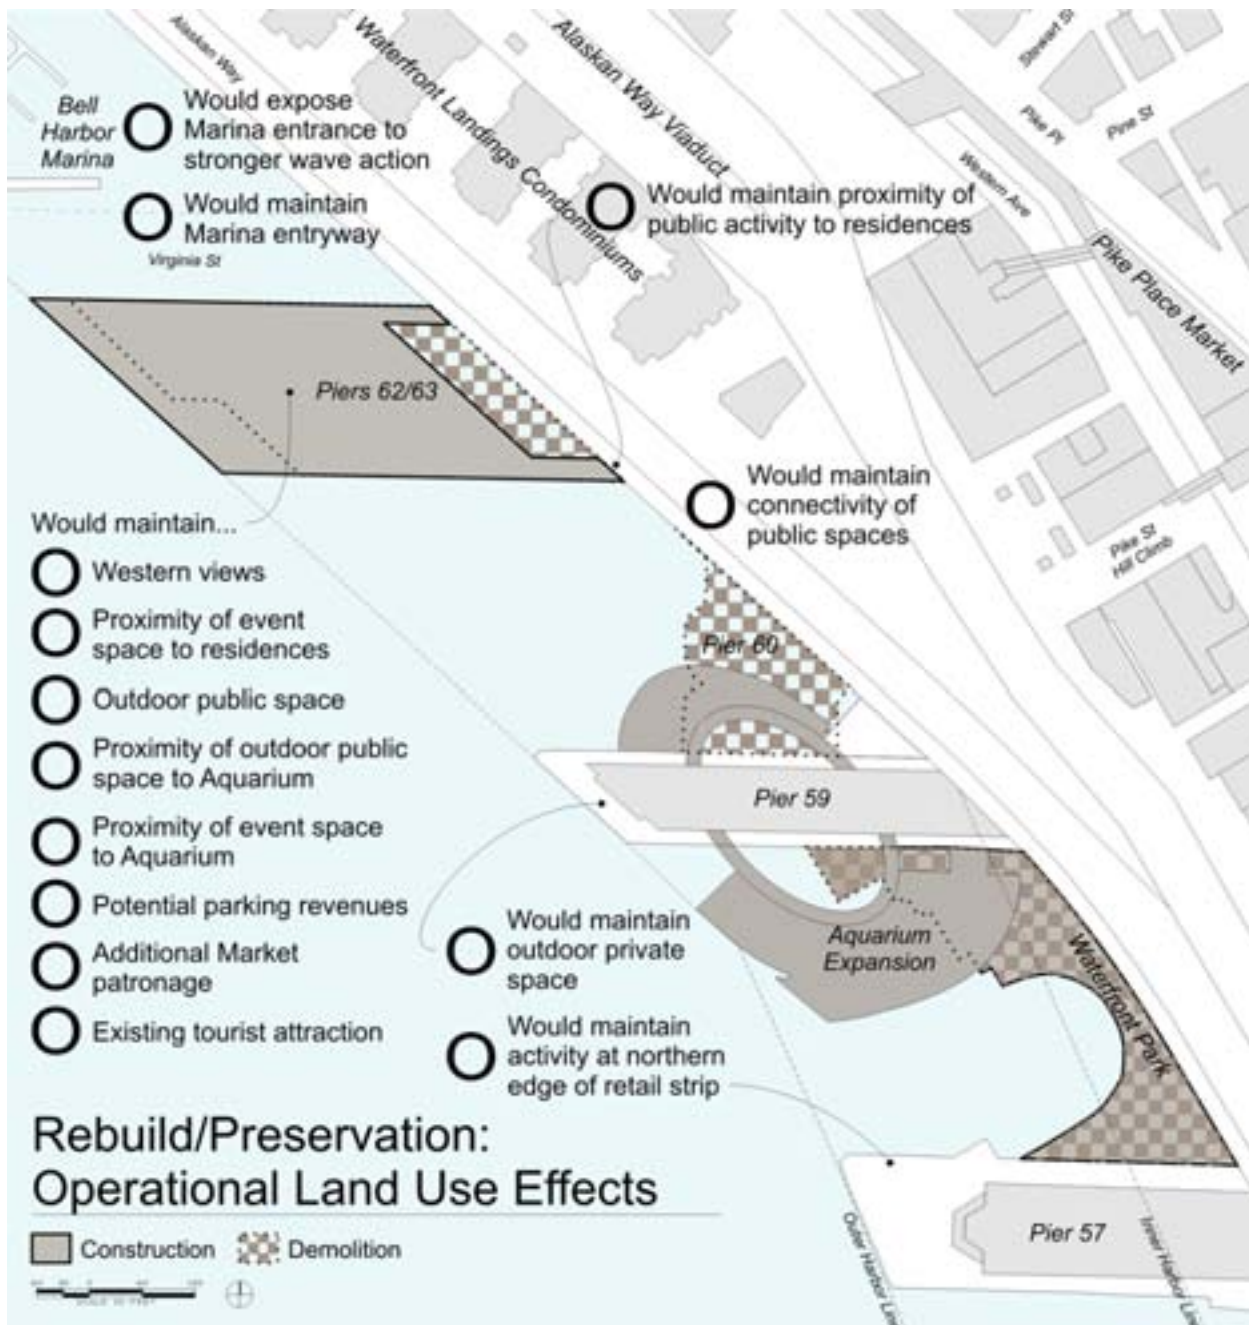 Alaskan Way
Waterfront Landings Condominiums
Alaskan Way Viaduct
Stewart St
Pike Pl
Pine St
Western Ave
Pike Place Market
Bell
Harbor
Marina
O Would expose
Marina entrance to
stronger wave action
O Would maintain
Marina entryway
Virginia St
O Would maintain proximity of
public activity to residences
Piers 62/63
O Would maintain
connectivity of
public spaces
Pike St
Hill Climb
Would maintain...
O Western views
O Proximity of event
space to residences
O Outdoor public space
O Proximity of outdoor public
space to Aquarium
O Proximity of event space
to Aquarium
O Potential parking revenues
O Additional Market
patronage
O Existing tourist attraction
Pier 60
Pier 59
Aquarium
Expansion
Waterfront Park
O Would maintain
outdoor private
space
O Would maintain
activity at northern
edge of retail strip
Rebuild/Preservation:
Operational Land Use Effects
Construction
Demolition
SCALE IN FEET
Outer Harbor Line
Inner Harbor Line
Pier 57